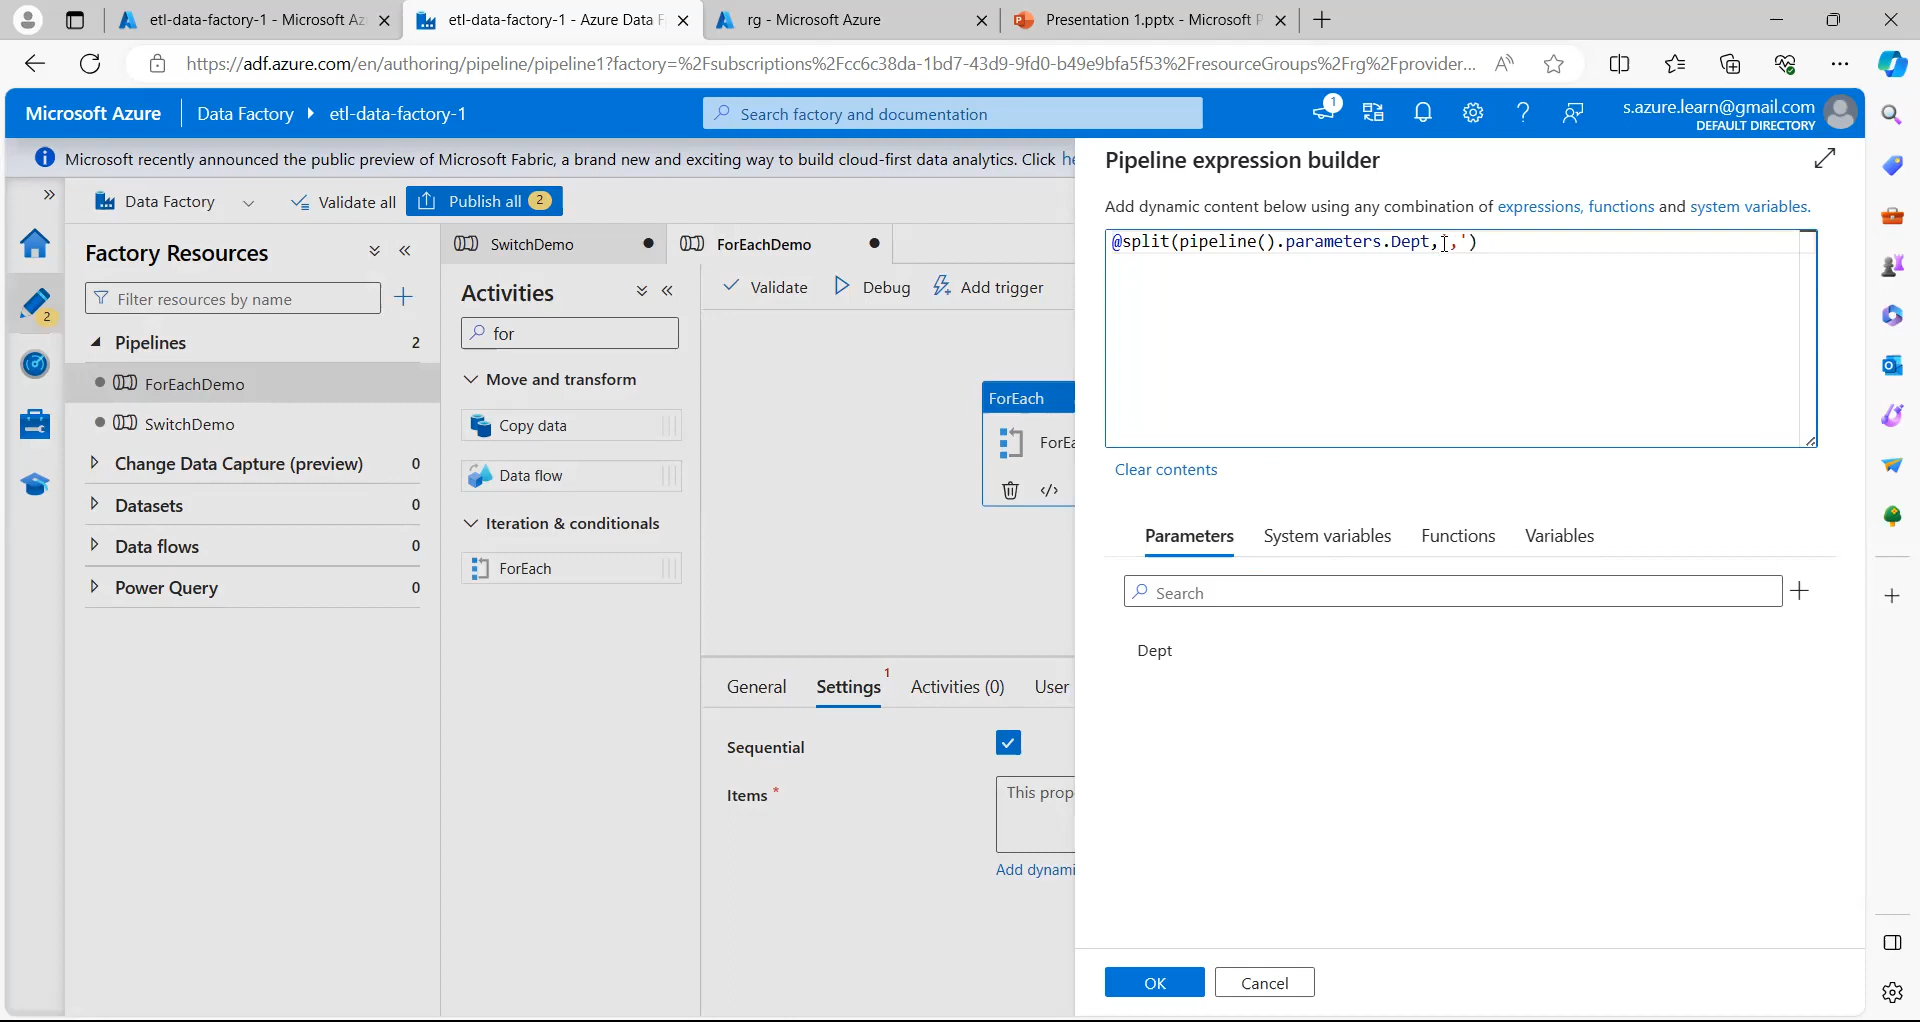 etl-data-factory-1 - Microsoft Az
etl-data-factory-1 - Azure Data F
rg - Microsoft Azure
Presentation 1.pptx - Microsoft P
https://adf.azure.com/en/authoring/pipeline/pipeline1?factory=%2Fsubscriptions%2Fcc6c38da-1bd7-43d9-9fd0-b49e9bfa5f53%2FresourceGroups%2Frg%2Fprovider...
Microsoft Azure
Data Factory
etl-data-factory-1
Search factory and documentation
1
s.azure.learn@gmail.com
DEFAULT DIRECTORY
Microsoft recently announced the public preview of Microsoft Fabric, a brand new and exciting way to build cloud-first data analytics. Click he
Data Factory
Validate all
Publish all 2
2
Factory Resources
Filter resources by name
Pipelines 2
ForEachDemo
SwitchDemo
Change Data Capture (preview) 0
Datasets 0
Data flows 0
Power Query 0
SwitchDemo
ForEachDemo
Activities
for
Move and transform
Copy data
Data flow
Iteration & conditionals
ForEach
Validate
Debug
Add trigger
ForEach
ForEa
General
Settings 1
Activities (0)
User
Sequential
Items *
This prop
Add dynami
Pipeline expression builder
Add dynamic content below using any combination of expressions, functions and system variables.
@split(pipeline().parameters.Dept,',')
Clear contents
Parameters
System variables
Functions
Variables
Search
Dept
OK
Cancel